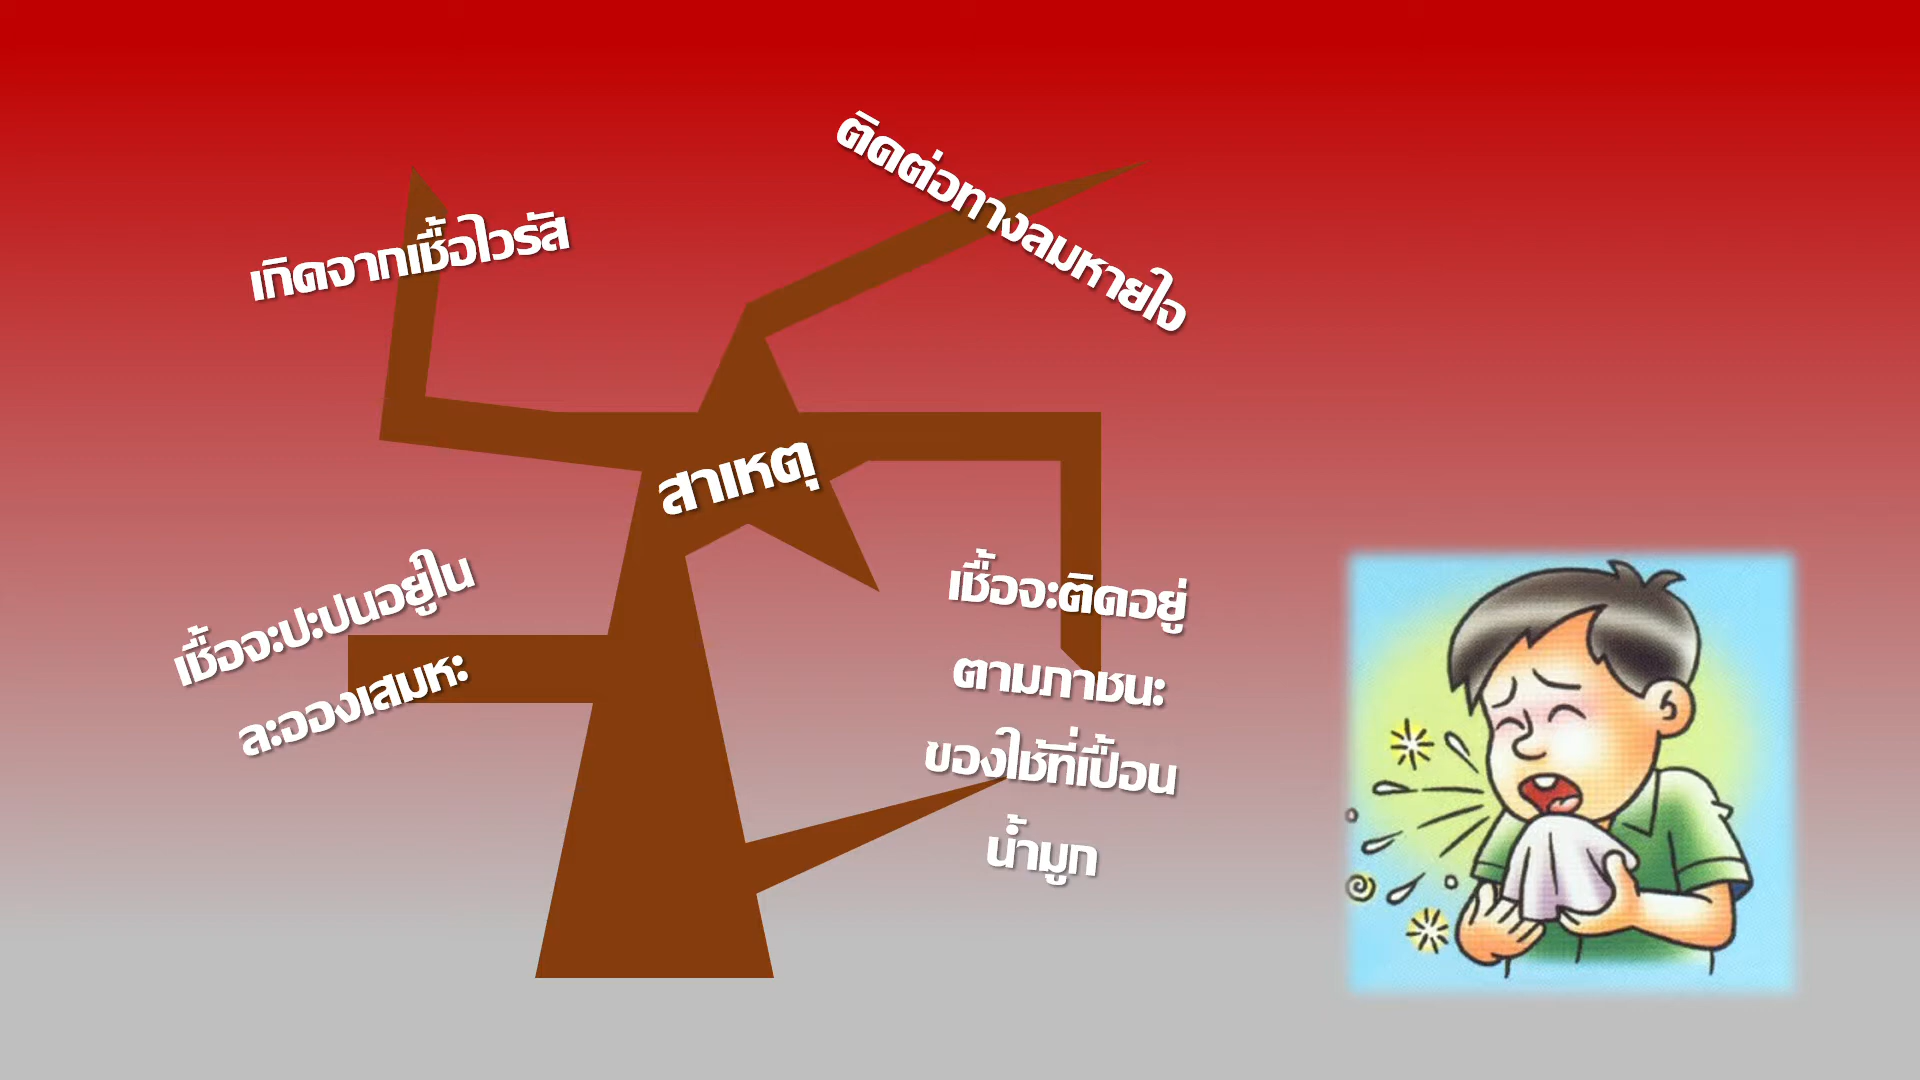 ติดต่อทางลมหายใจ
เกิดจากเชื้อไวรัส
สาเหตุ
เชื้อจะปะปนอยู่ใน
ละอองเสมหะ
เชื้อจะติดอยู่
ตามภาชนะ
ของใช้ที่เปื้อน
น้ำมูก